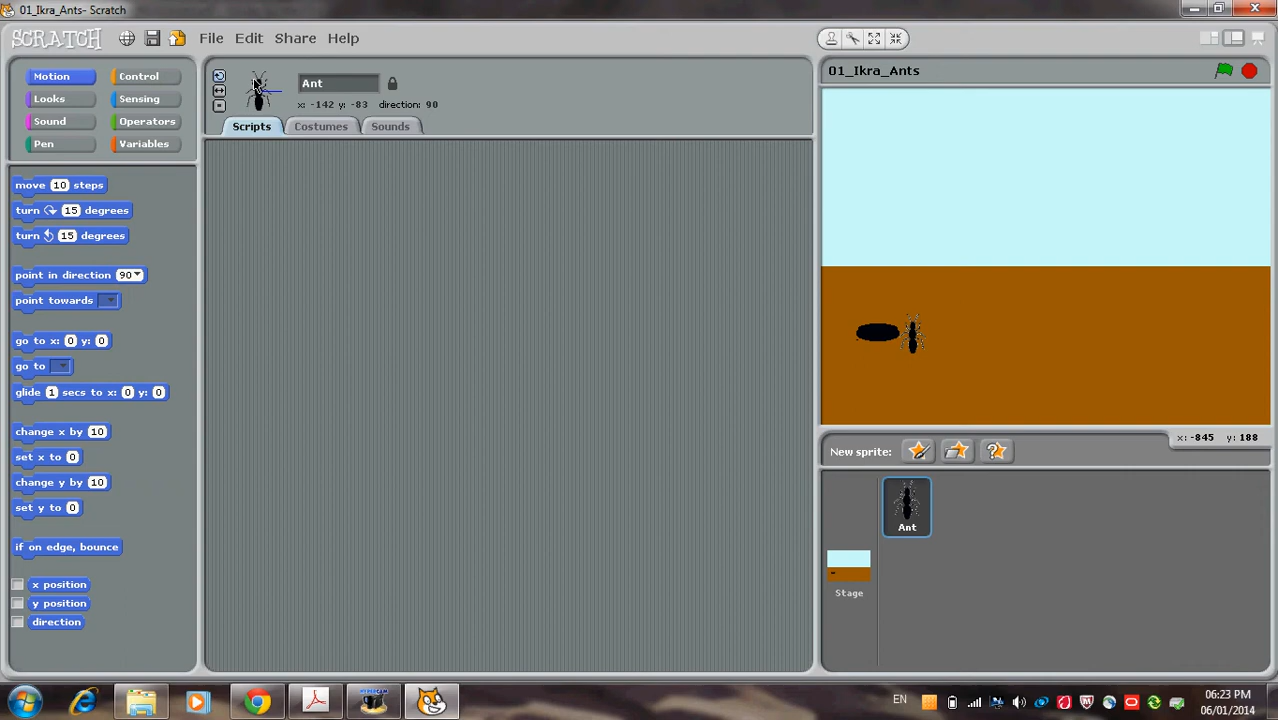 01_Ikra_Ants- Scratch
SCRATCH File Edit Share Help
Motion Control
Looks Sensing
Sound Operators
Pen Variables
Ant
x: -142 y: -83 direction: 90
Scripts Costumes Sounds
move 10 steps
turn 15 degrees
turn 15 degrees
point in direction 90
point towards
go to x: 0 y: 0
go to
glide 1 secs to x: 0 y: 0
change x by 10
set x to 0
change y by 10
set y to 0
if on edge, bounce
x position
y position
direction
01_Ikra_Ants
x: -845 y: 188
New sprite:
Ant
Stage
EN
06:23 PM
06/01/2014